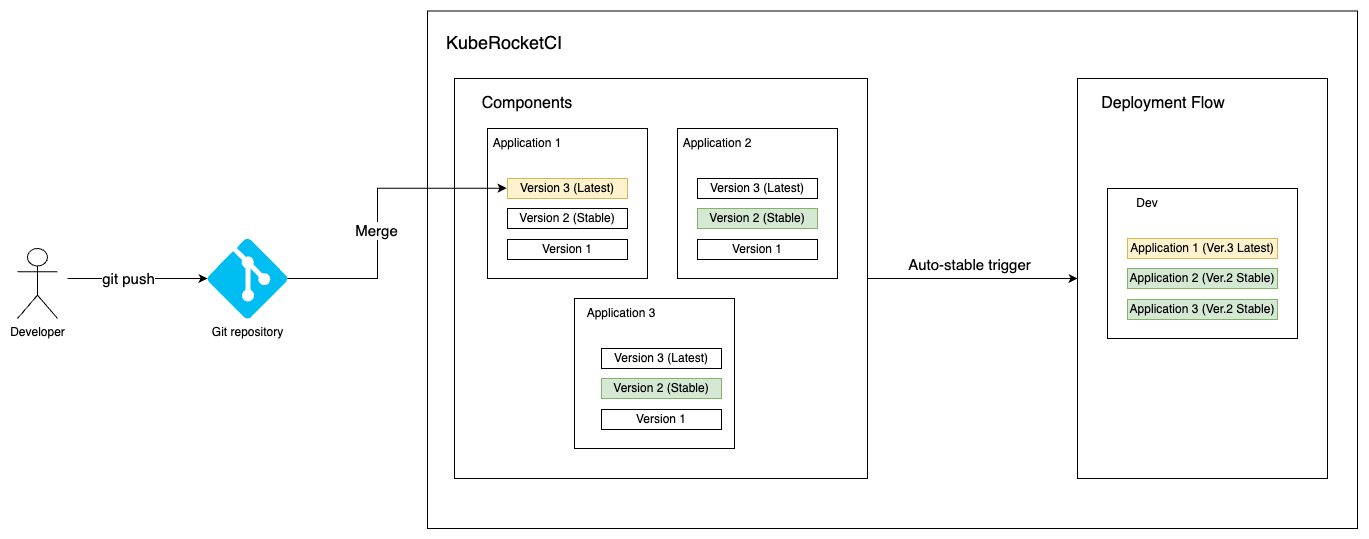 KubeRocketCI
Components
Deployment Flow
Application 1
Version 3 (Latest)
Version 2 (Stable)
Version 1
Application 2
Version 3 (Latest)
Version 2 (Stable)
Version 1
Application 3
Version 3 (Latest)
Version 2 (Stable)
Version 1
Merge
git push
Developer
Git repository
Auto-stable trigger
Dev
Application 1 (Ver.3 Latest)
Application 2 (Ver.2 Stable)
Application 3 (Ver.2 Stable)